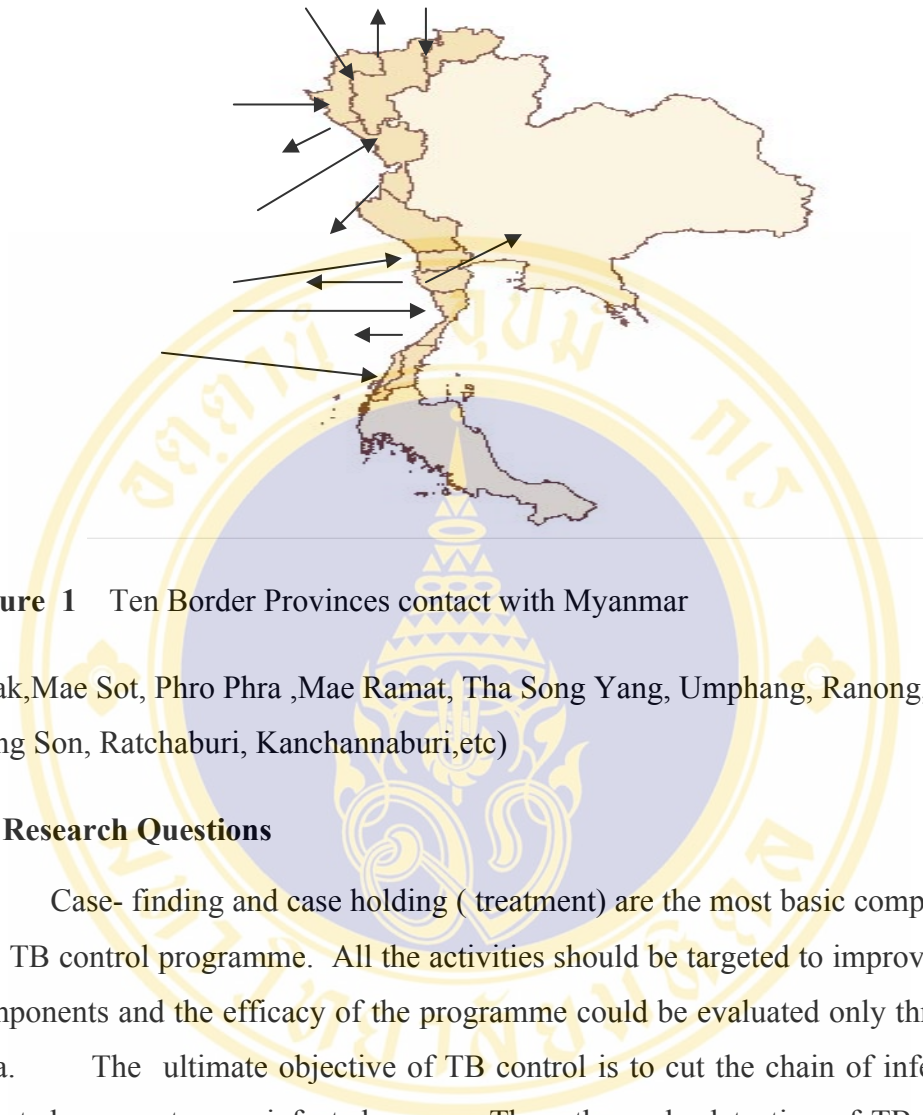 ure 1 Ten Border Provinces contact with Myanmar
ak,Mae Sot, Phro Phra ,Mae Ramat, Tha Song Yang, Umphang, Ranong
ng Son, Ratchaburi, Kanchannaburi,etc)
Research Questions
Case- finding and case holding ( treatment) are the most basic comp
TB control programme. All the activities should be targeted to improv
nponents and the efficacy of the programme could be evaluated only thr
a. The ultimate objective of TB control is to cut the chain of infe